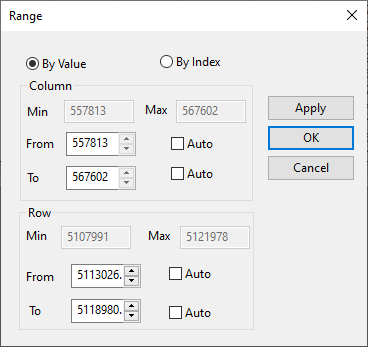 Range
By Value By Index
Column
Min 557813 Max 567602
Apply
From 557813 Auto
OK
To 567602 Auto
Cancel
Row
Min 5107991 Max 5121978
From 5113026. Auto
To 5118980. Auto